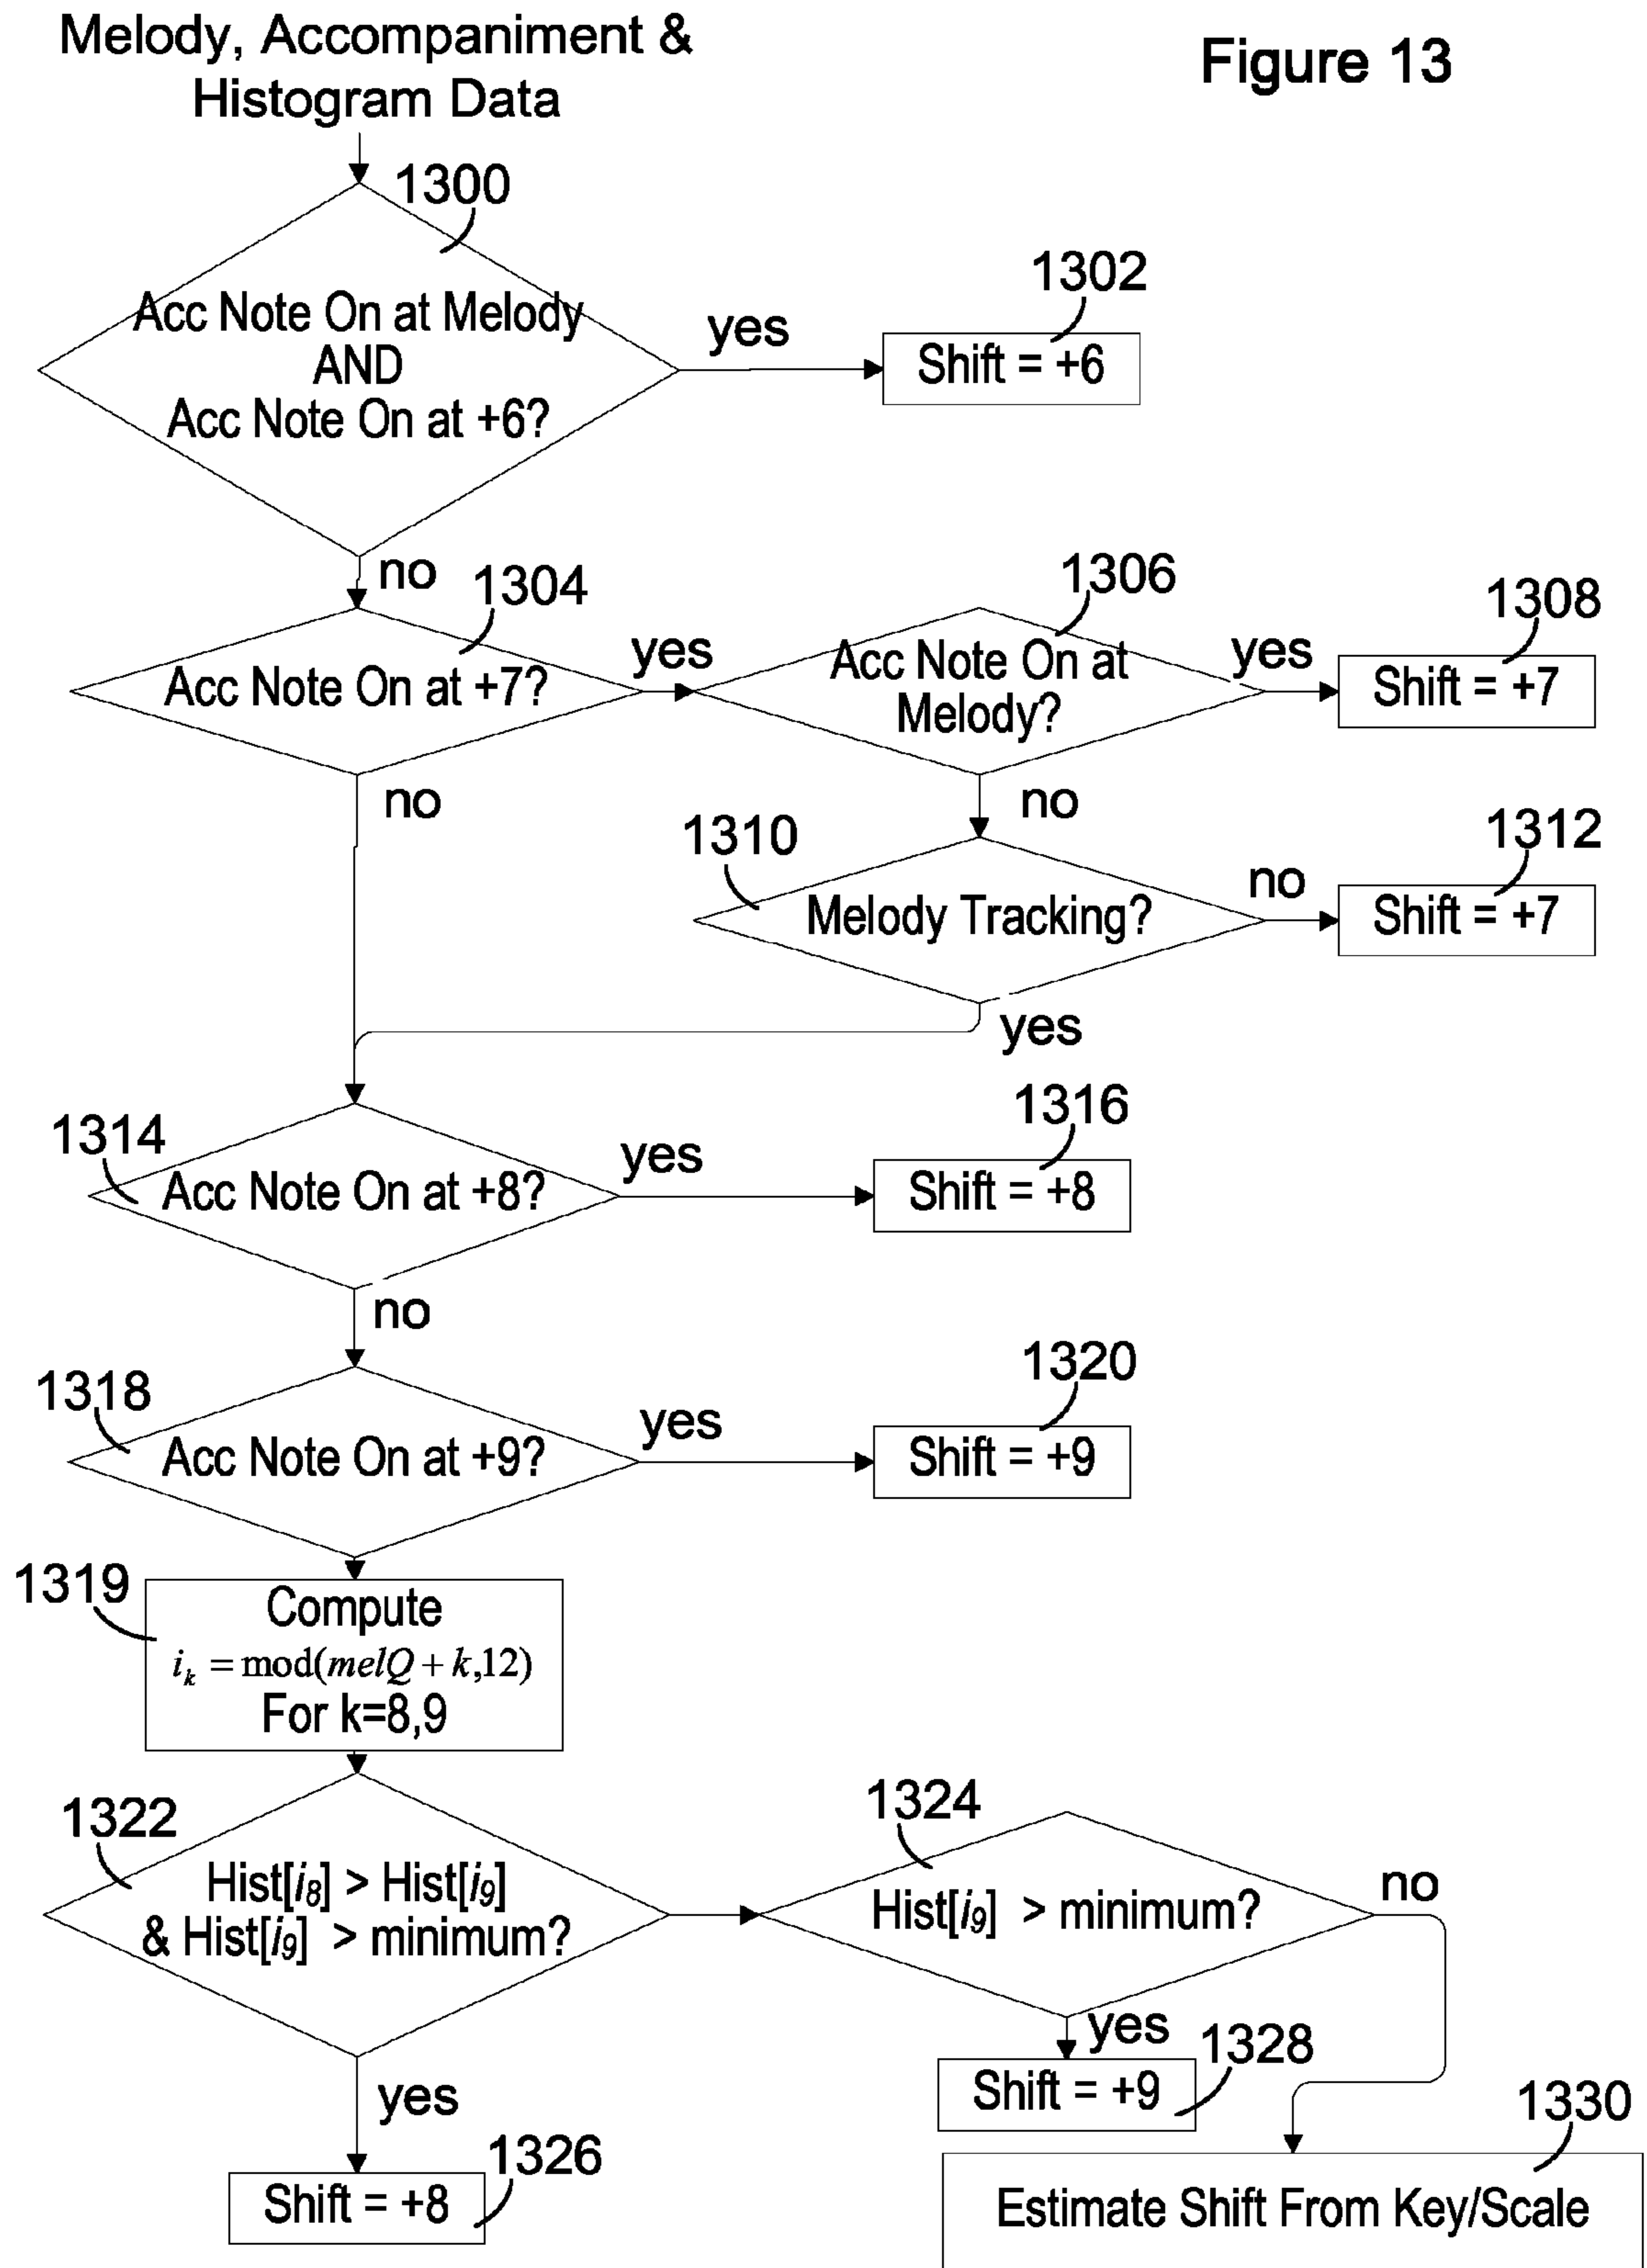 Melody, Accompaniment &
Histogram Data
Figure 13
1300
Acc Note On at Melody
AND
Acc Note On at +6?
yes
1302
Shift = +6
no
1304
Acc Note On at +7?
yes
1306
Acc Note On at
Melody?
yes
1308
Shift = +7
no
no
1310
Melody Tracking?
no
1312
Shift = +7
yes
1314
Acc Note On at +8?
yes
1316
Shift = +8
no
1318
Acc Note On at +9?
yes
1320
Shift = +9
1319
Compute
i_k = mod(melQ + k,12)
For k=8,9
1322
Hist[i8] > Hist[i9]
& Hist[i9] > minimum?
1324
Hist[i9] > minimum?
no
yes
1328
Shift = +9
yes
1326
Shift = +8
1330
Estimate Shift From Key/Scale